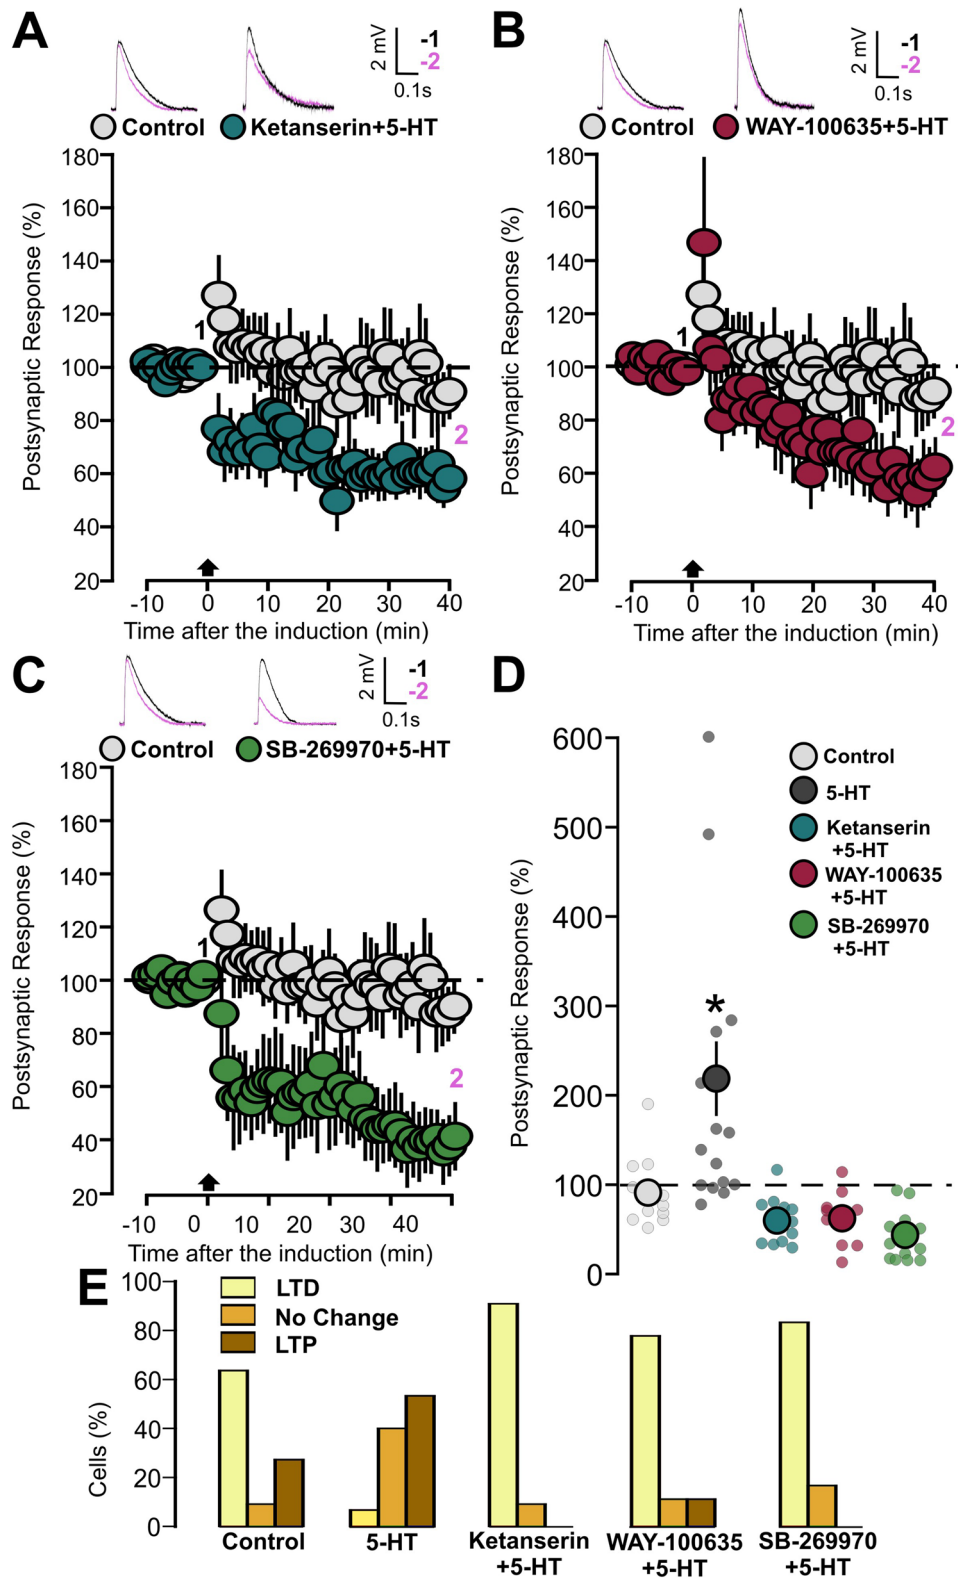 A
2 mV
-1
-2
0.1s
Control
Ketanserin+5-HT
Postsynaptic Response (%)
180
160
140
120
100
80
60
40
20
1
2
-10
0
10
20
30
40
Time after the induction (min)
B
2 mV
-1
-2
0.1s
Control
WAY-100635+5-HT
Postsynaptic Response (%)
180
160
140
120
100
80
60
40
20
1
2
-10
0
10
20
30
40
Time after the induction (min)
C
2 mV
-1
-2
0.1s
Control
SB-269970+5-HT
Postsynaptic Response (%)
180
160
140
120
100
80
60
40
20
1
2
-10
0
10
20
30
40
Time after the induction (min)
D
Postsynaptic Response (%)
600
500
400
300
200
100
0
*
Control
5-HT
Ketanserin
+5-HT
WAY-100635
+5-HT
SB-269970
+5-HT
E
Cells (%)
100
80
60
40
20
0
LTD
No Change
LTP
Control
5-HT
Ketanserin
+5-HT
WAY-100635
+5-HT
SB-269970
+5-HT